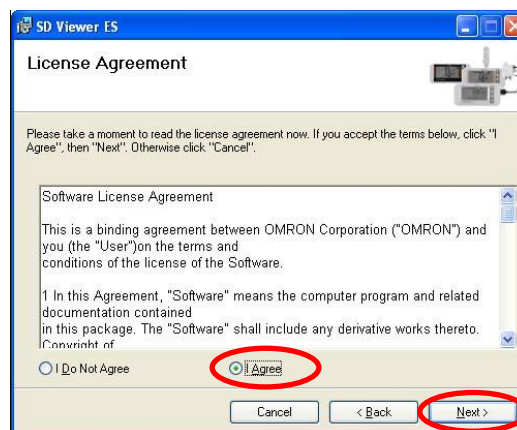 SD Viewer ES
License Agreement
Please take a moment to read the license agreement now. If you accept the terms below, click "I
Agree", then "Next". Otherwise click "Cancel".
Software License Agreement
This is a binding agreement between OMRON Corporation ("OMRON") and
you (the "User")on the terms and
conditions of the license of the Software.
1 In this Agreement, "Software" means the computer program and related
documentation contained
in this package. The "Software" shall include any derivative works thereto.
Copyright of
I Do Not Agree
I Agree
Cancel
< Back
Next >